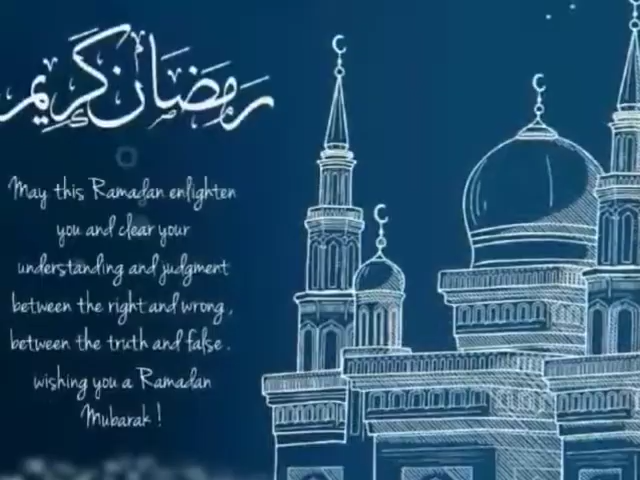 رمضان كريم
May this Ramadan enlighten
you and clear your
understanding and judgment
between the right and wrong,
between the truth and false.
wishing you a Ramadan
Mubarak!